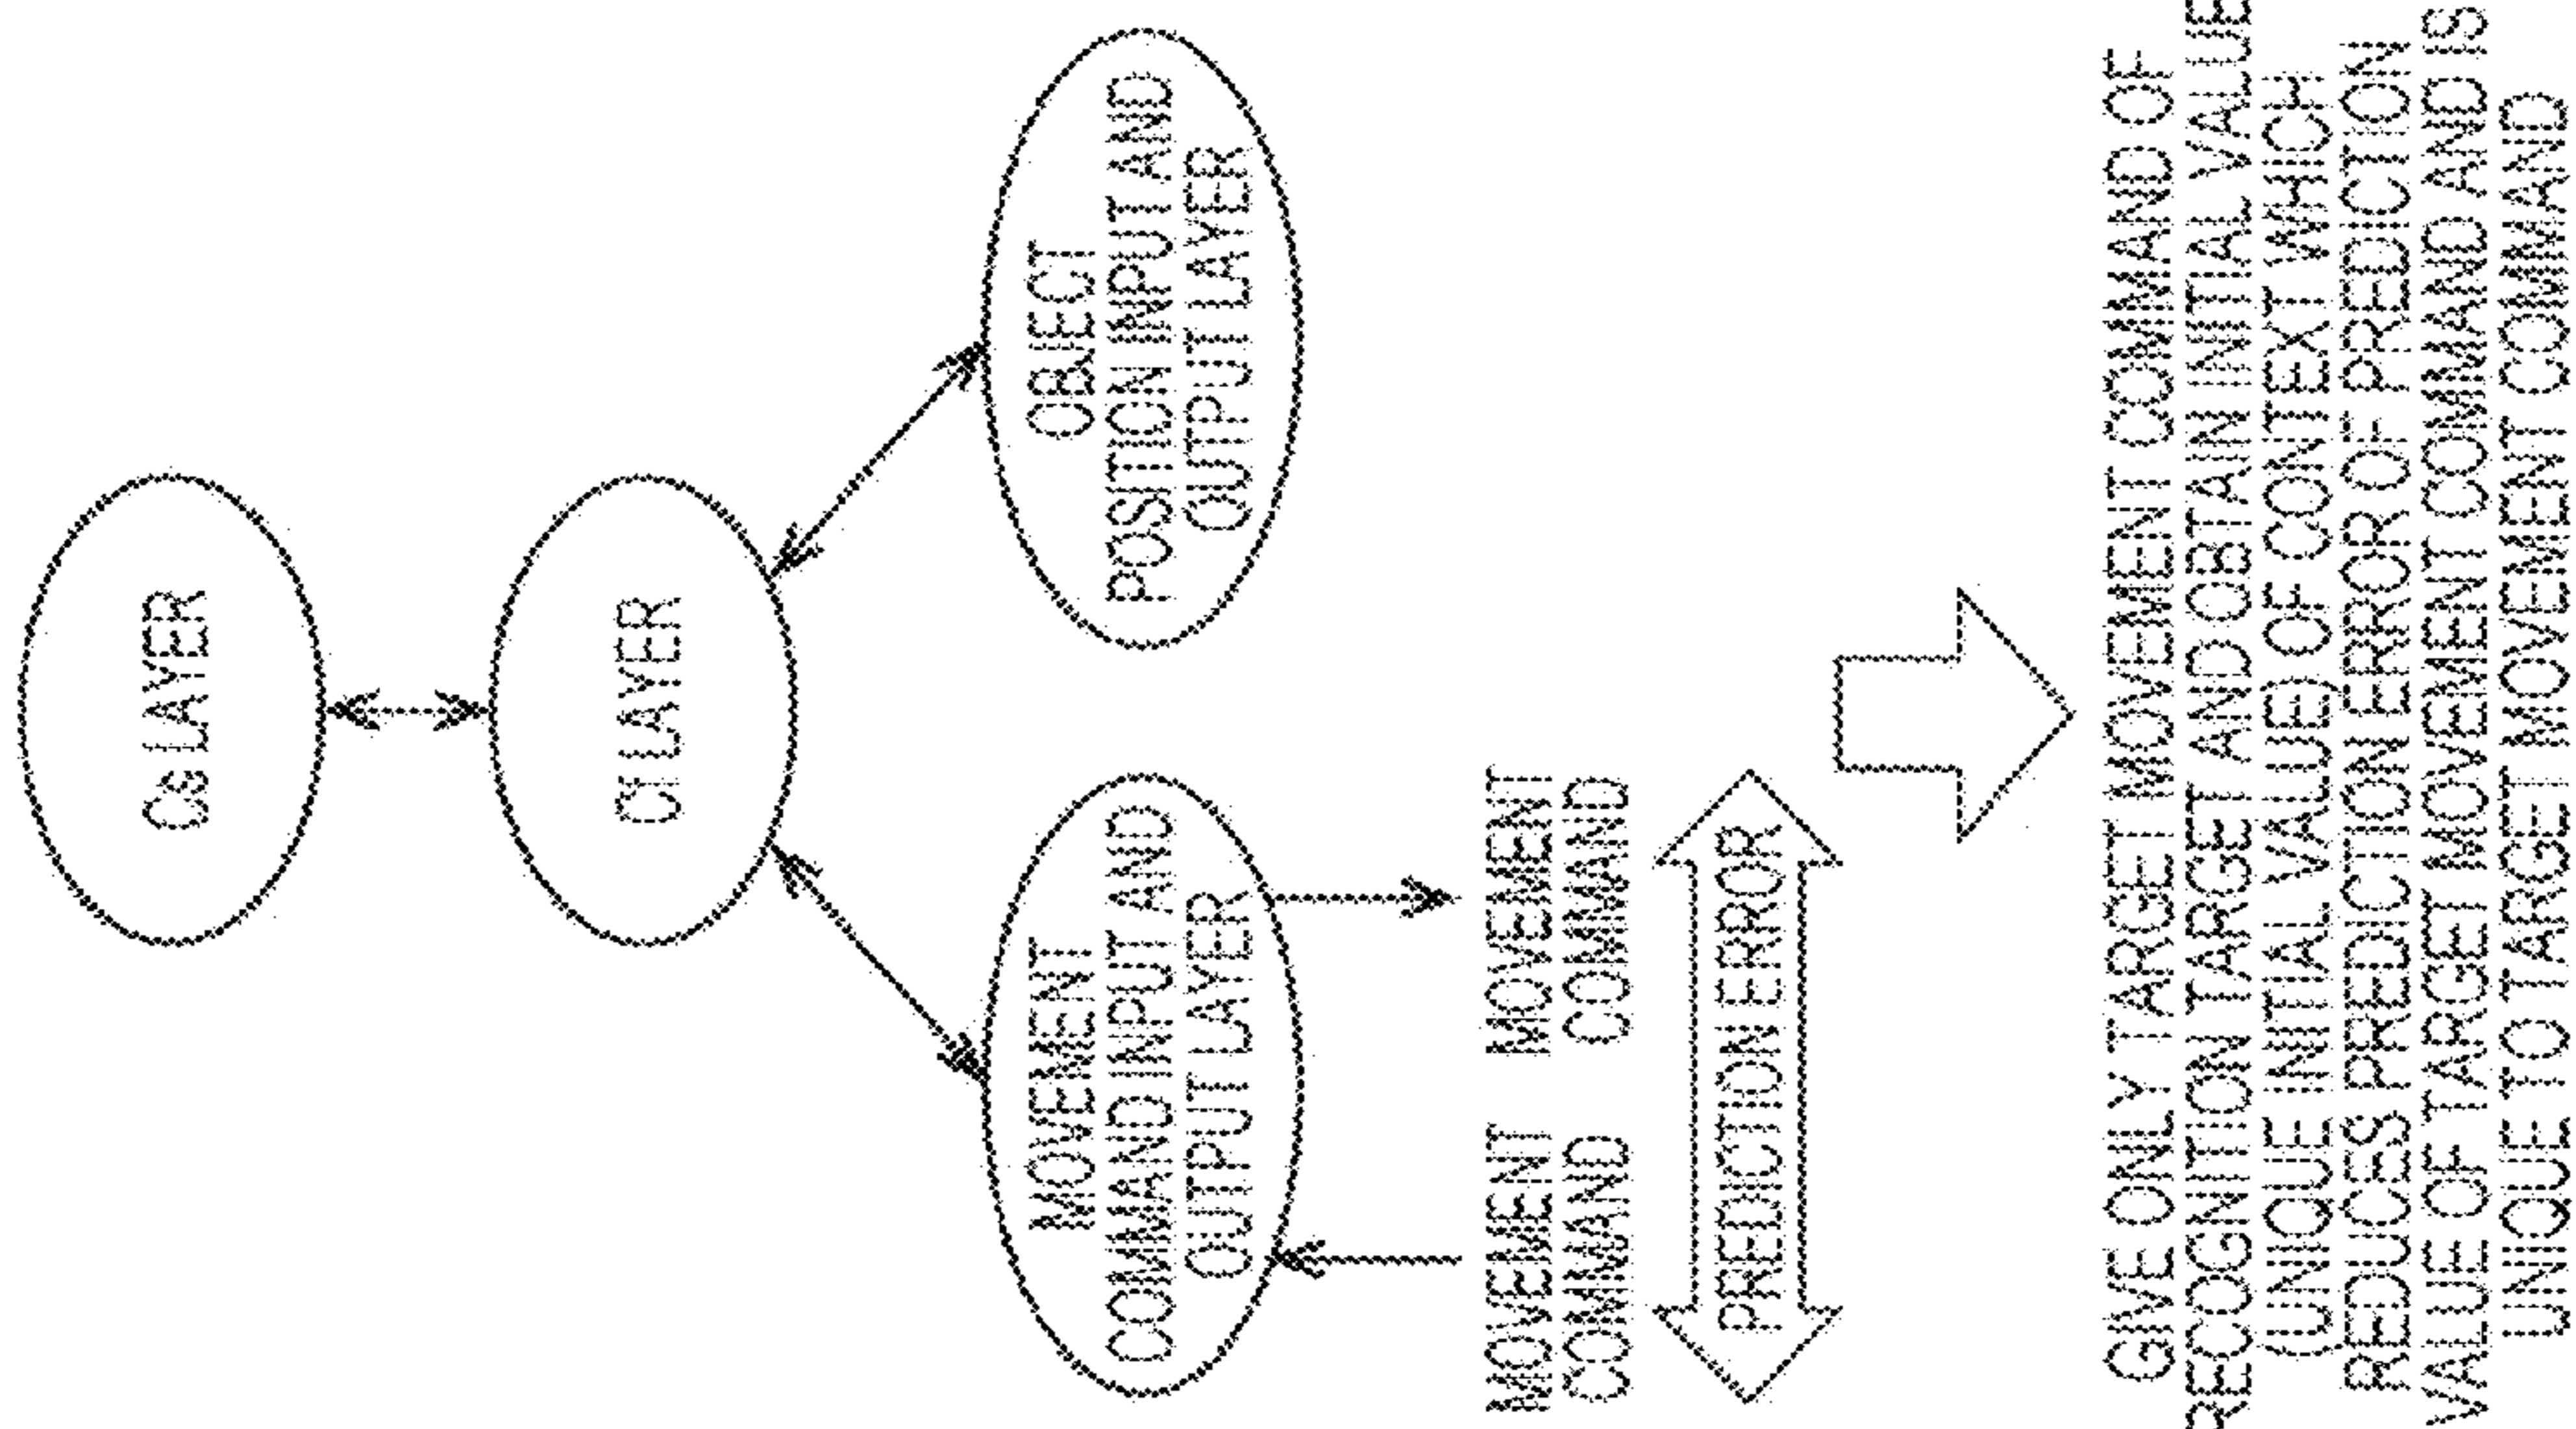 Cs LAYER
Cf LAYER
MOVEMENT
COMMAND INPUT AND
OUTPUT LAYER
OBJECT
POSITION INPUT AND
OUTPUT LAYER
MOVEMENT
COMMAND
MOVEMENT
COMMAND
PREDICTION ERROR
GIVE ONLY TARGET MOVEMENT COMMAND OF
RECOGNITION TARGET AND OBTAIN INITIAL VALUE
(UNIQUE INITIAL VALUE) OF CONTEXT WHICH
REDUCES PREDICTION ERROR OF PREDICTION
VALUE OF TARGET MOVEMENT COMMAND AND IS
UNIQUE TO TARGET MOVEMENT COMMAND